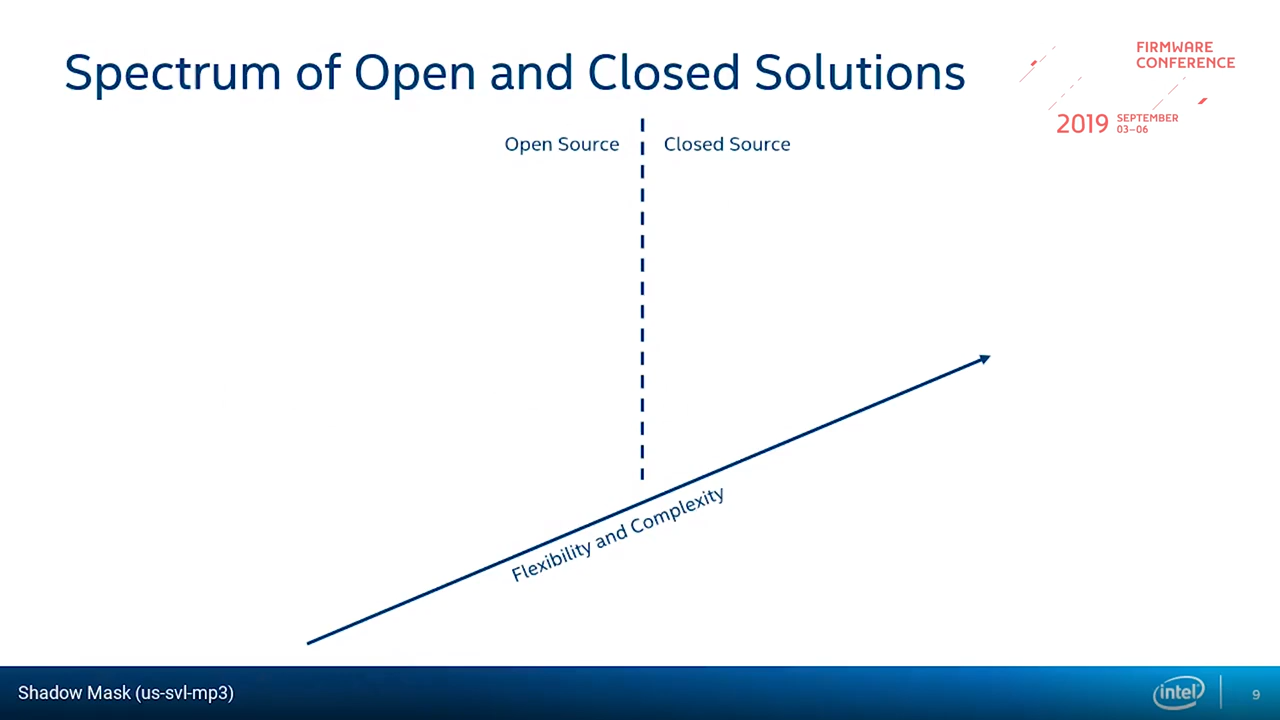 Spectrum of Open and Closed Solutions
FIRMWARE
CONFERENCE
2019 SEPTEMBER
03–06
Open Source
Closed Source
Flexibility and Complexity
Shadow Mask (us-svl-mp3)
intel
9